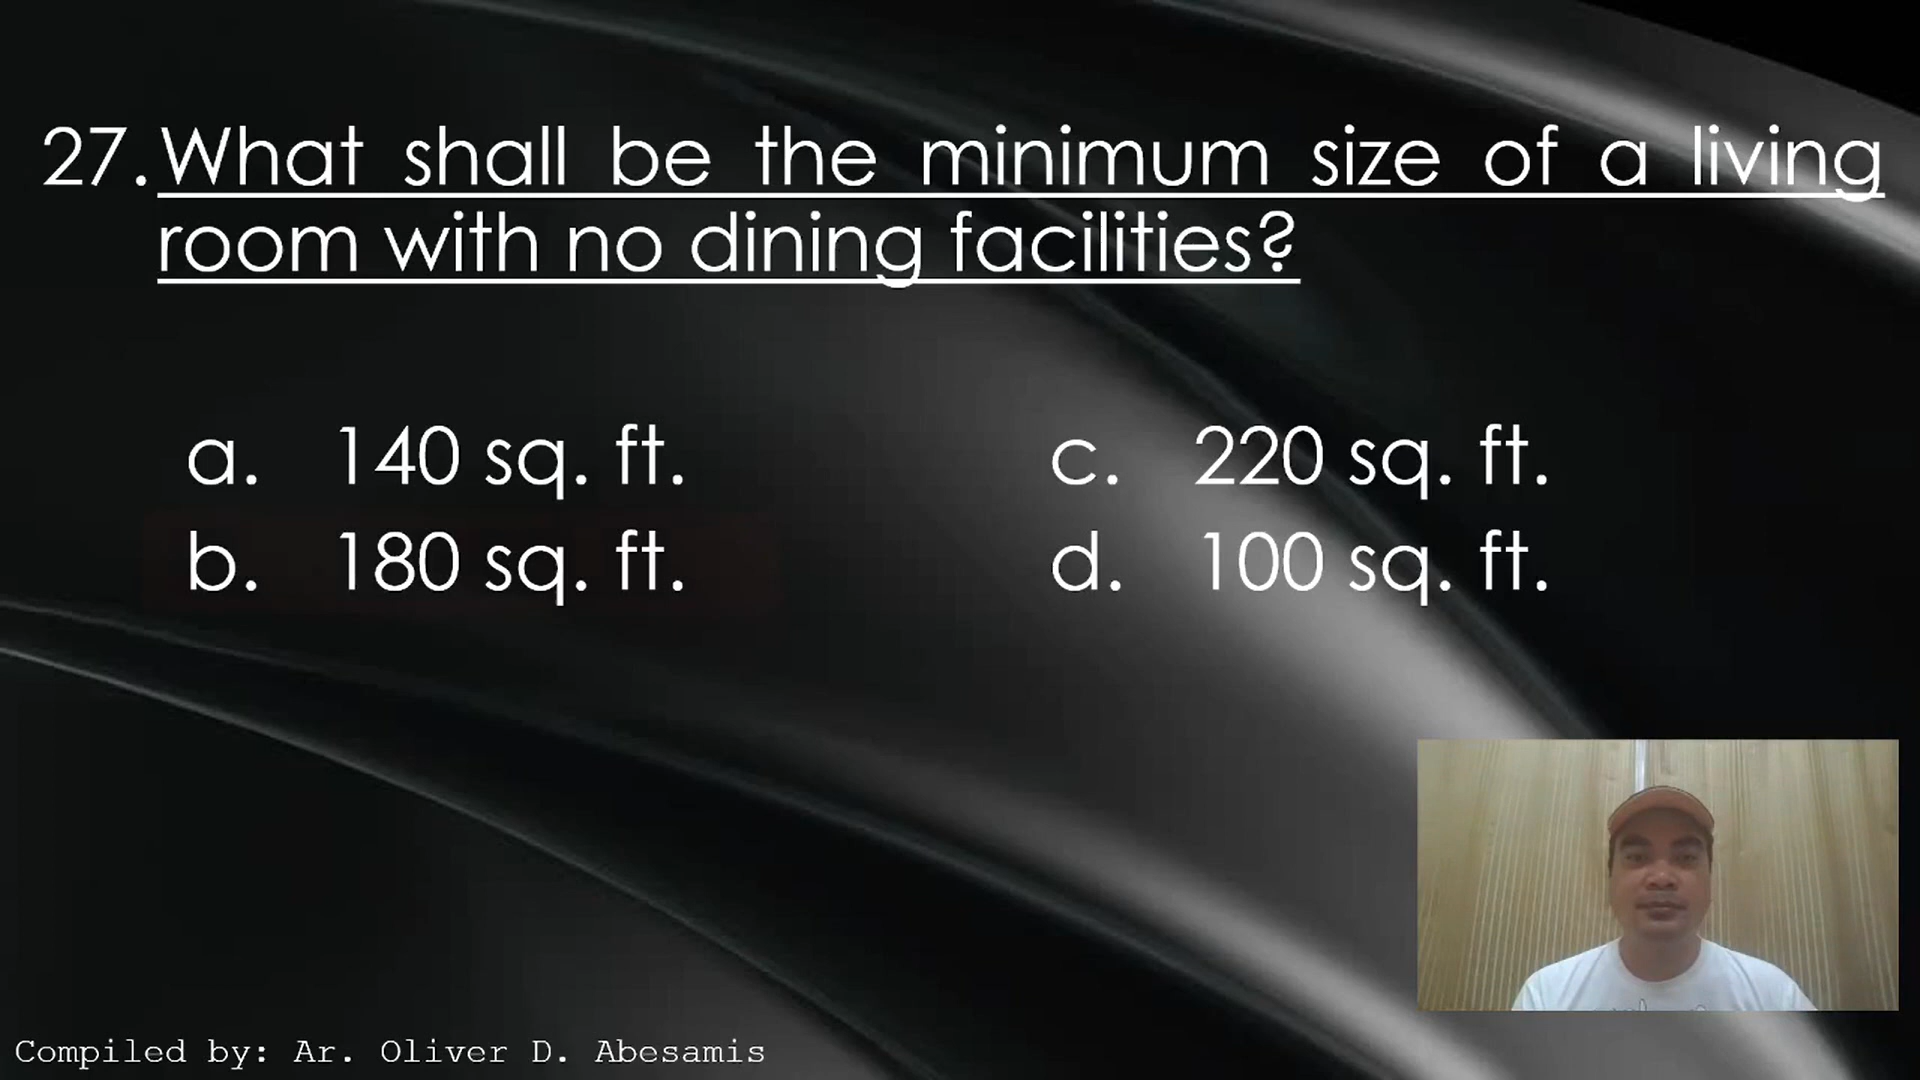 27. What shall be the minimum size of a living
room with no dining facilities?
a. 140 sq. ft.
b. 180 sq. ft.
c. 220 sq. ft.
d. 100 sq. ft.
Compiled by: Ar. Oliver D. Abesamis